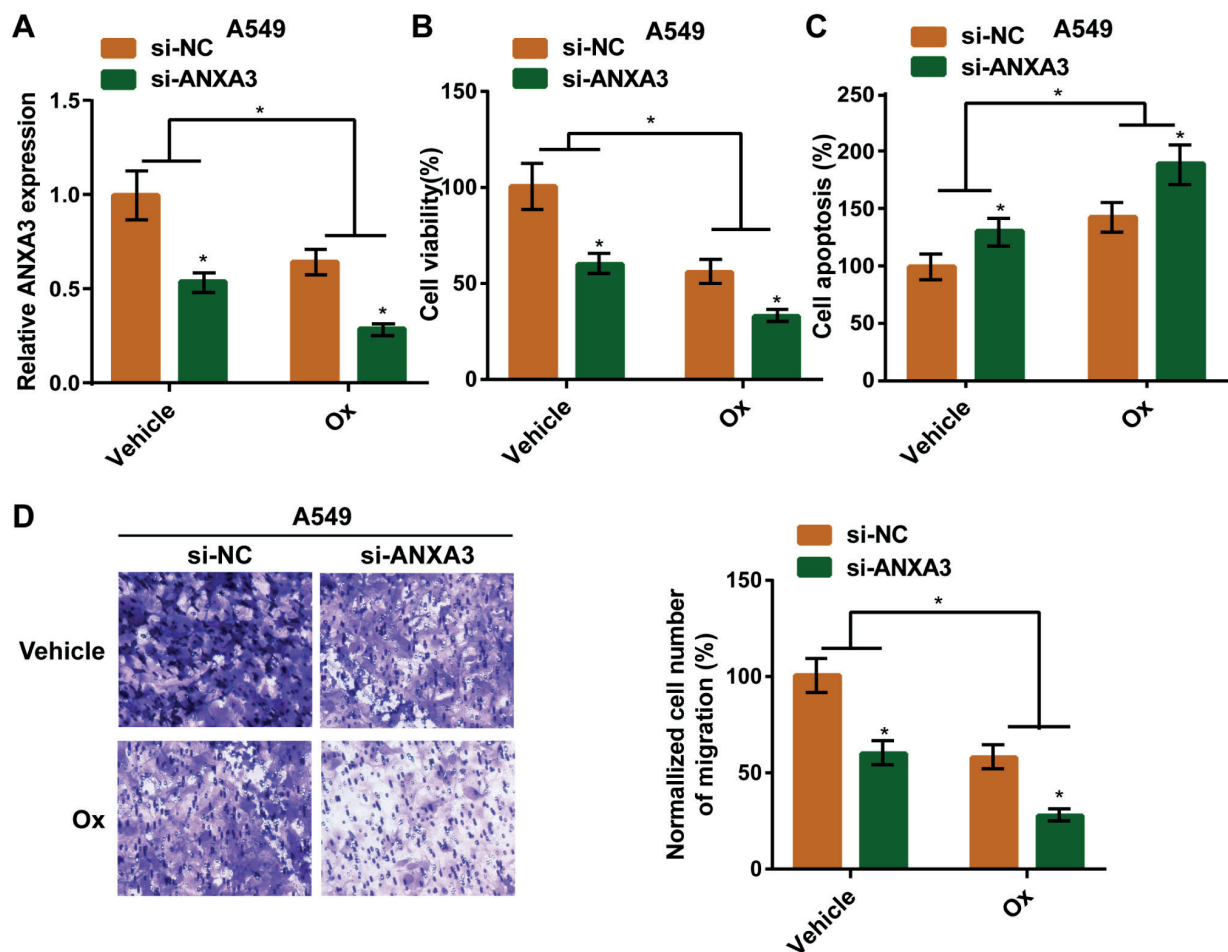 A
A549
si-NC
si-ANXA3
Relative ANXA3 expression
1.5
1.0
0.5
0.0
*
*
*
Vehicle
Ox
B
A549
si-NC
si-ANXA3
Cell viability(%)
150
100
50
0
*
*
*
Vehicle
Ox
C
A549
si-NC
si-ANXA3
Cell apoptosis (%)
250
200
150
100
50
0
*
*
*
Vehicle
Ox
D
A549
si-NC
si-ANXA3
Vehicle
Ox
si-NC
si-ANXA3
Normallized cell number
of migration (%)
150
100
50
0
*
*
*
Vehicle
Ox